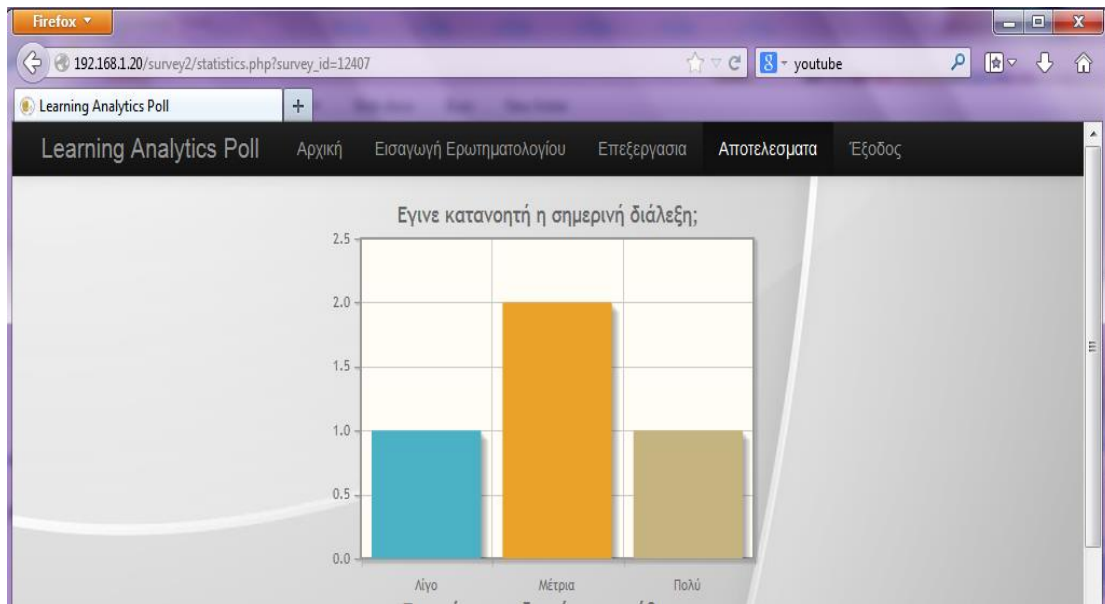 Firefox
192.168.1.20/survey2/statistics.php?survey_id=12407
youtube
Learning Analytics Poll
Learning Analytics Poll Αρχική Εισαγωγή Ερωτηματολογίου Επεξεργασια Αποτελεσματα Έξοδος
Εγινε κατανοητή η σημερινή διάλεξη;
2.5
2.0
1.5
1.0
0.5
0.0
Λίγο Μέτρια Πολύ